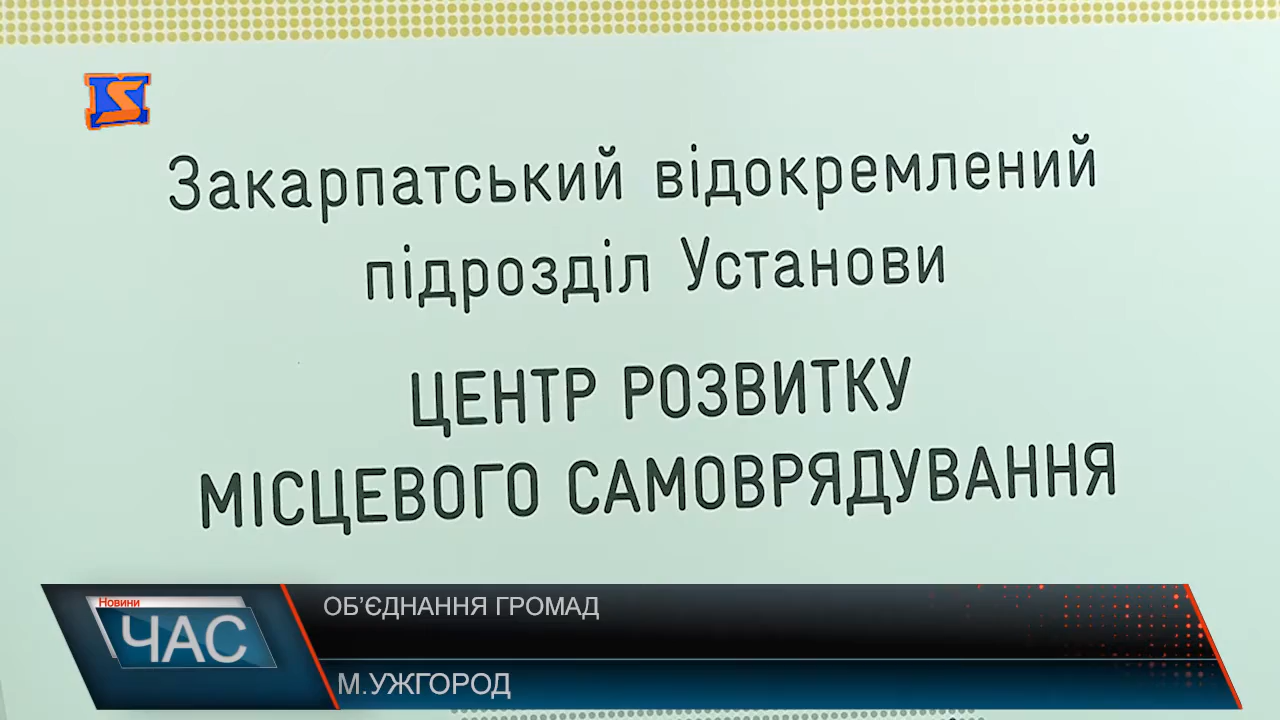 Закарпатський відокремлений
підрозділ Установи
ЦЕНТР РОЗВИТКУ
МІСЦЕВОГО САМОВРЯДУВАННЯ
Новини
ЧАС
ОБ’ЄДНАННЯ ГРОМАД
М.УЖГОРОД